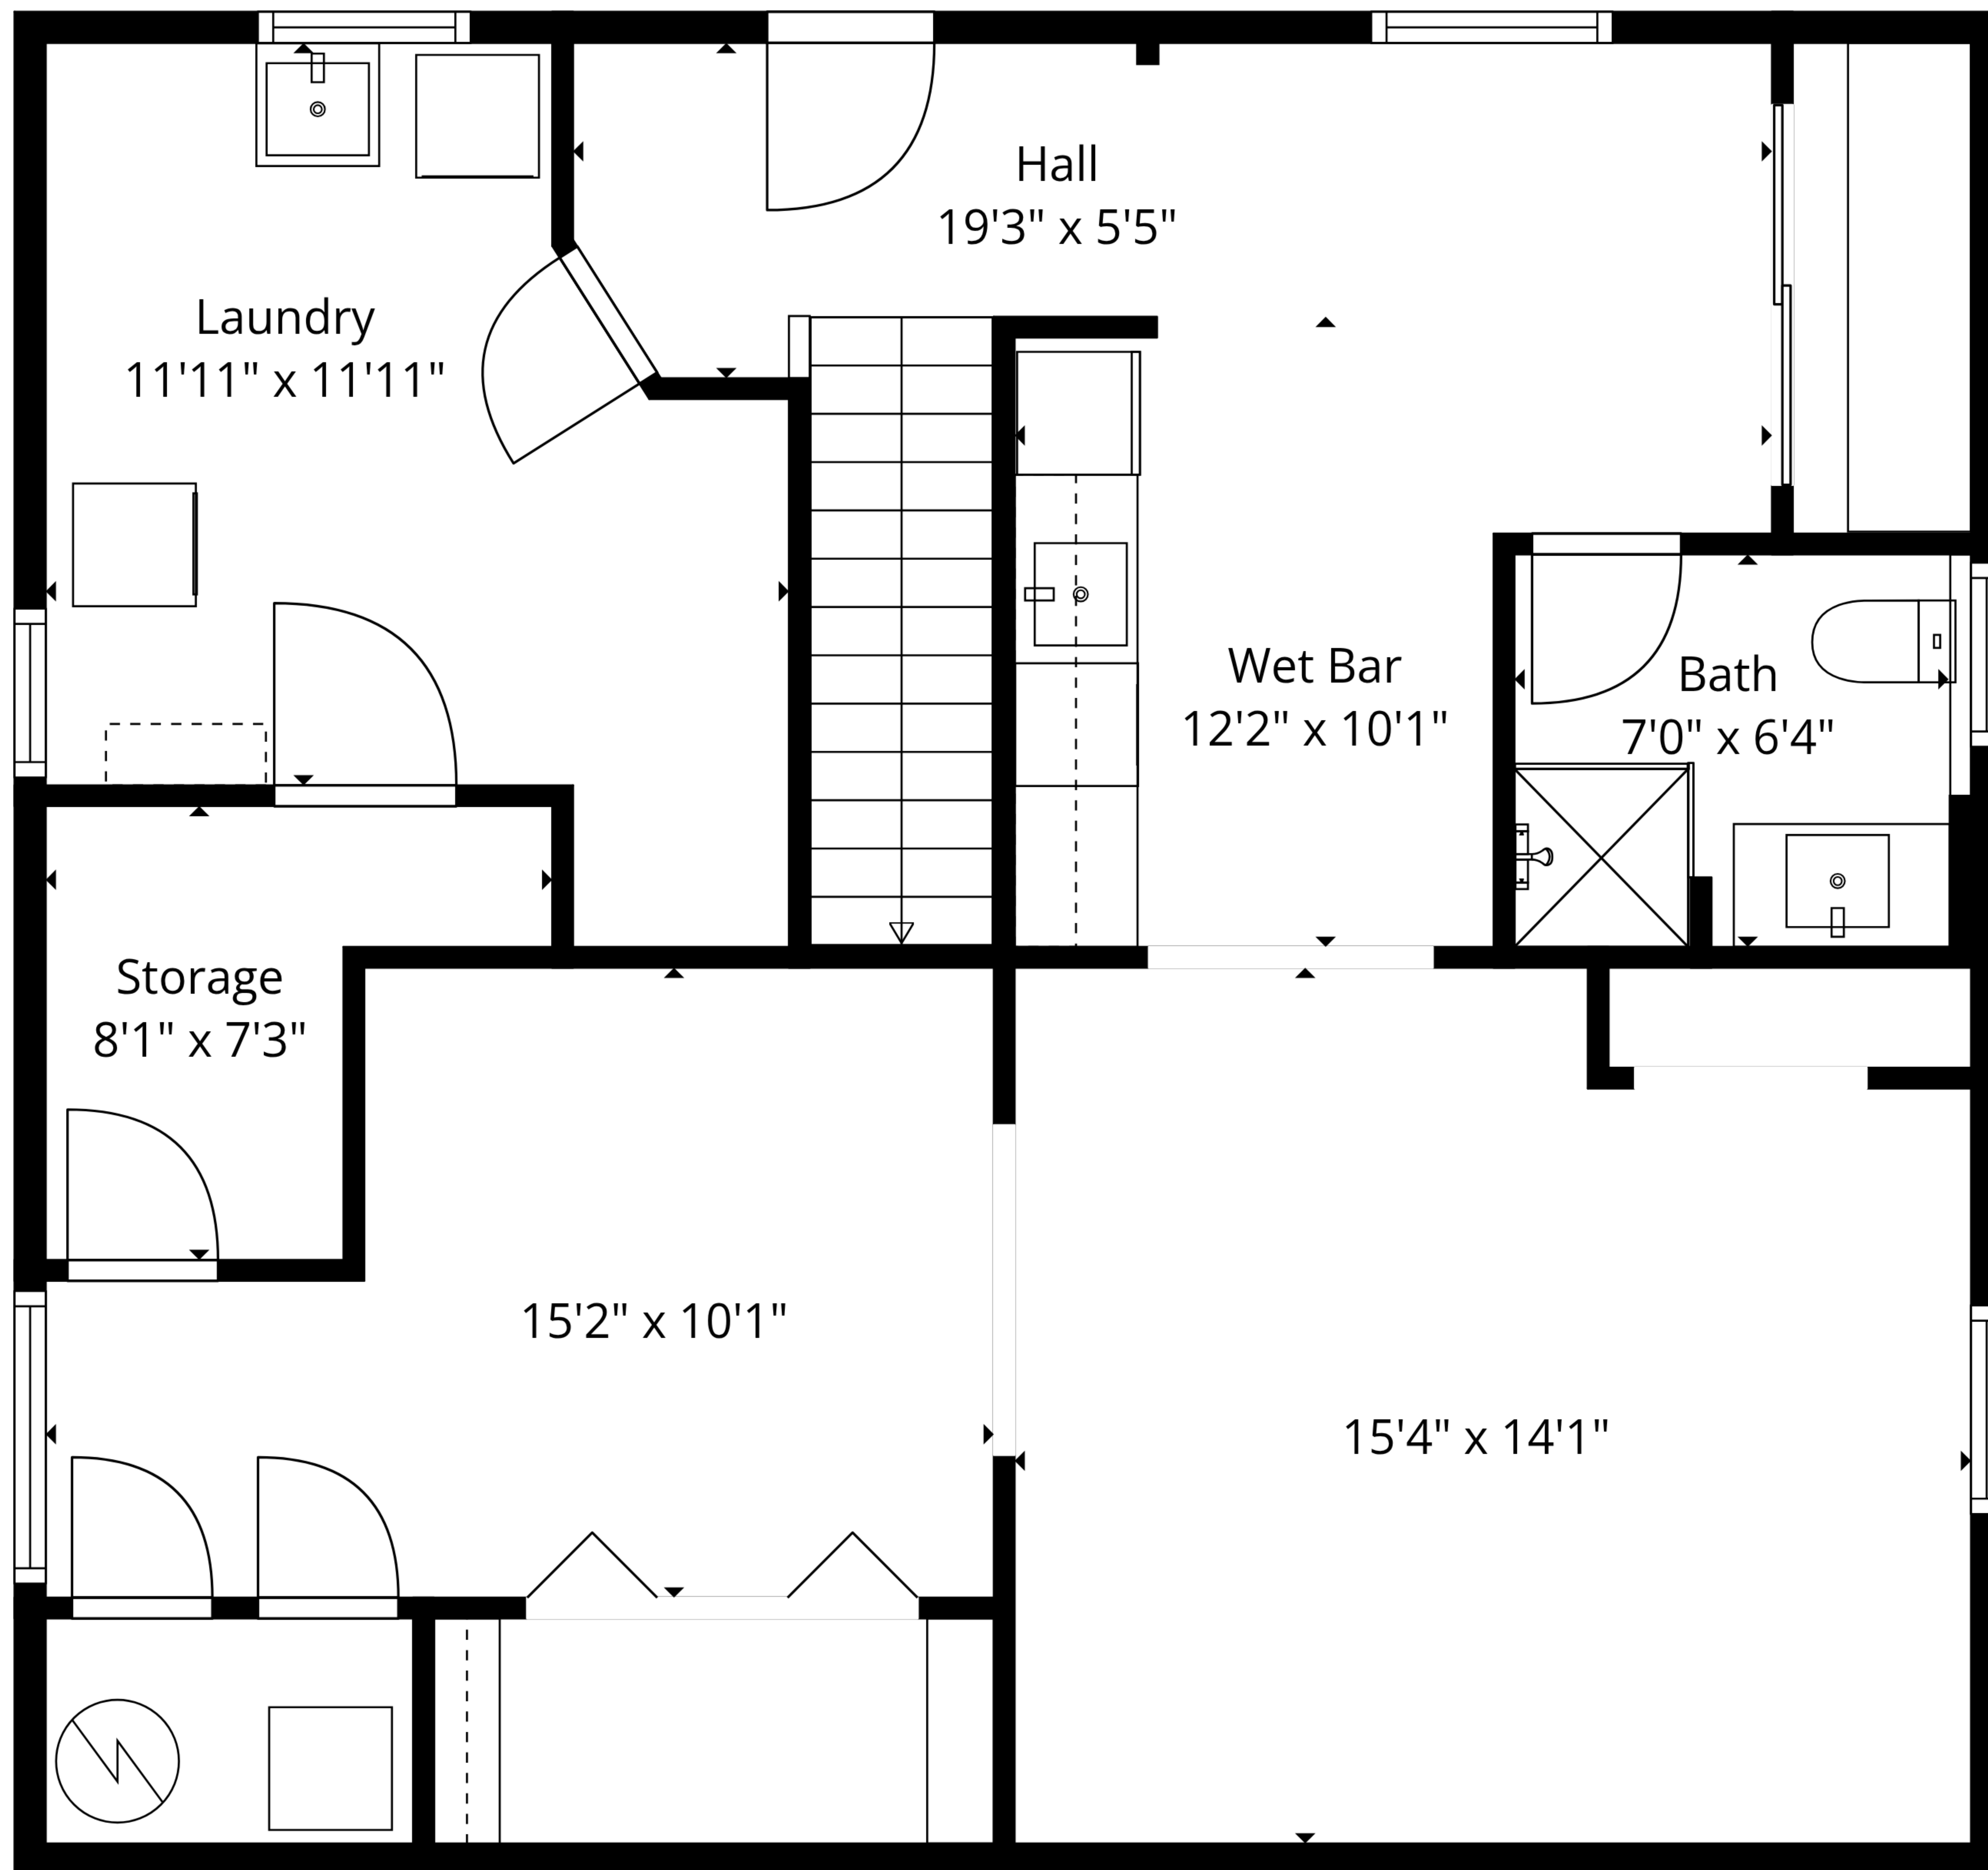 Hall
19'3" x 5'5"
Laundry
11'11" x 11'11"
Wet Bar
12'2" x 10'1"
Bath
7'0" x 6'4"
Storage
8'1" x 7'3"
15'2" x 10'1"
15'4" x 14'1"